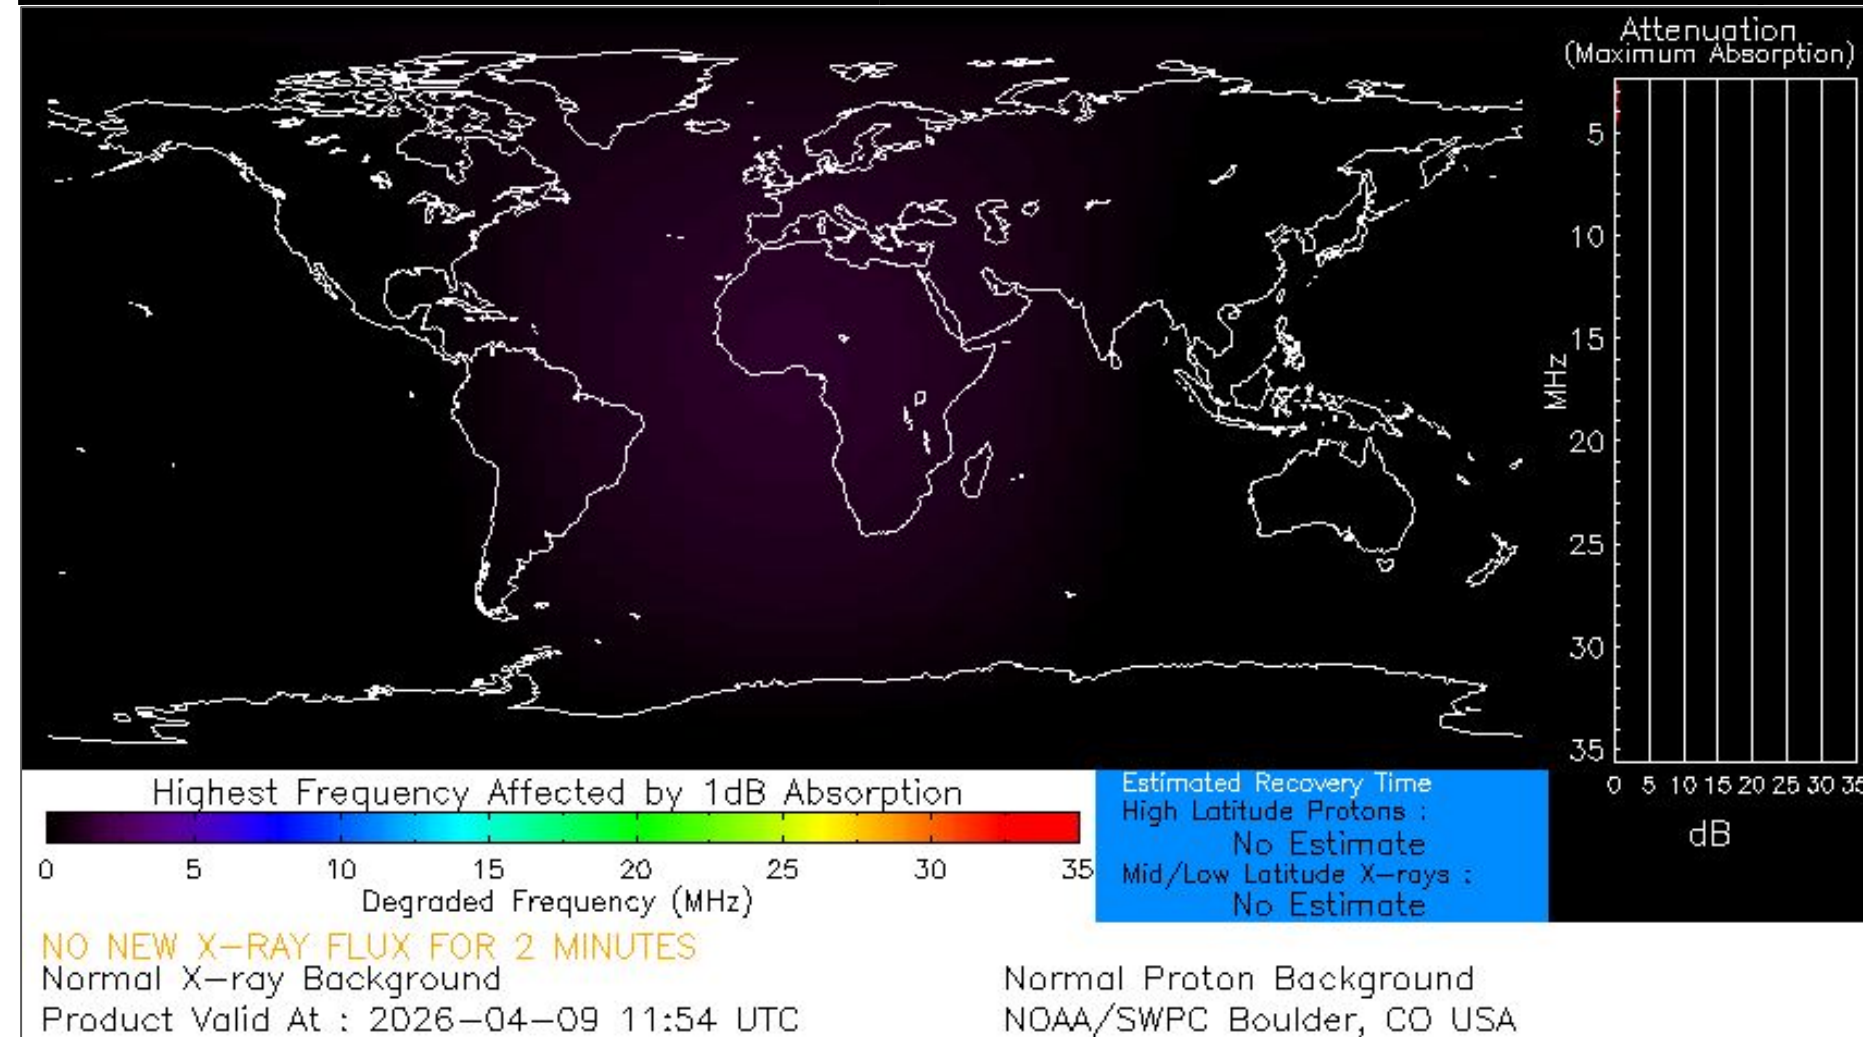 Attenuation
(Maximum Absorption)
5
10
15
20
25
30
35
MHz
0 5 10 15 20 25 30 35
dB
Highest Frequency Affected by 1dB Absorption
0 5 10 15 20 25 30 35
Degraded Frequency (MHz)
Estimated Recovery Time
High Latitude Protons :
No Estimate
Mid/Low Latitude X-rays :
No Estimate
NO NEW X-RAY FLUX FOR 2 MINUTES
Normal X-ray Background
Normal Proton Background
Product Valid At : 2026-04-09 11:54 UTC
NOAA/SWPC Boulder, CO USA